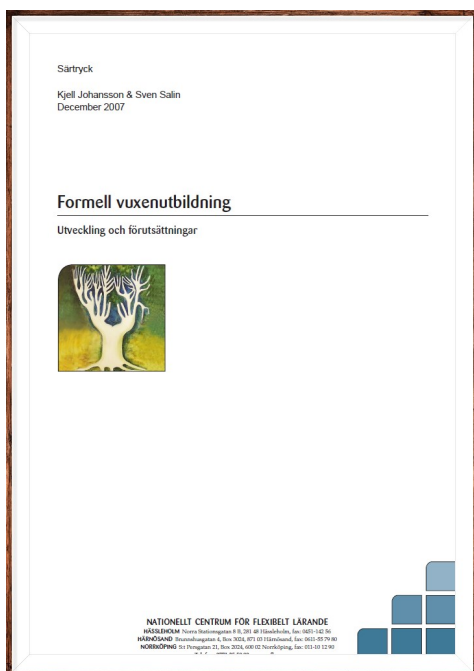 Särtryck
Kjell Johansson & Sven Salin
December 2007
Formell vuxenutbildning
Utveckling och förutsättningar
NATIONELLT CENTRUM FÖR FLEXIBELT LÄRANDE
HÄSSLEHOLM Norra Stationsgatan 8 B, 281 48 Hässleholm, fax: 0451-142 56
HÄRNÖSAND Brunnshusgatan 4, Box 3024, 871 03 Härnösand, fax: 0611-55 79 80
NORRKÖPING S:t Persgatan 21, Box 2024, 600 02 Norrköping, fax: 011-10 12 90